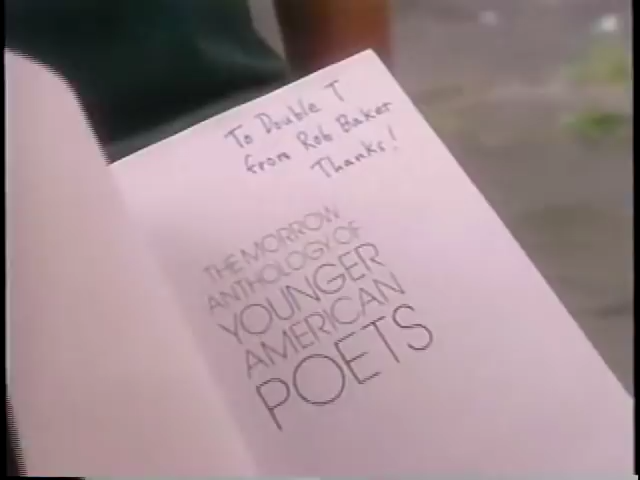 To Double T
from Rob Baker
Thanks!
THE MORROW
ANTHOLOGY OF
YOUNGER
AMERICAN
POETS